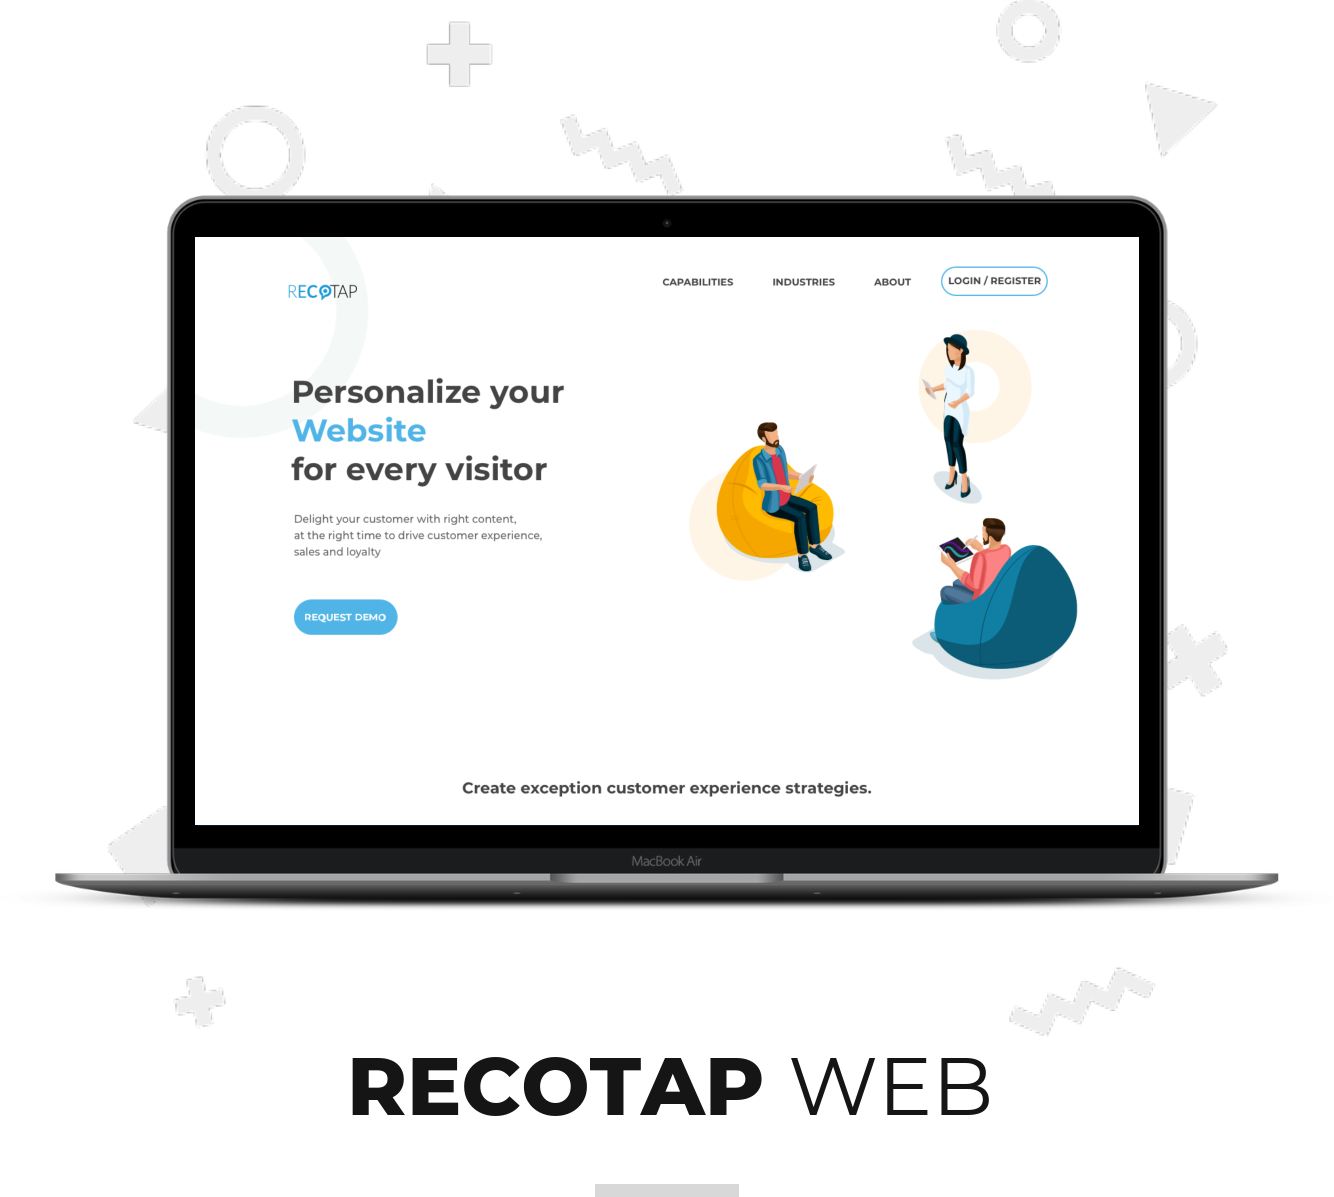 RECOTAP
CAPABILITIES
INDUSTRIES
ABOUT
LOGIN / REGISTER
Personalize your
Website
for every visitor
Delight your customer with right content,
at the right time to drive customer experience,
sales and loyalty
REQUEST DEMO
Create exception customer experience strategies.
MacBook Air
RECOTAP WEB